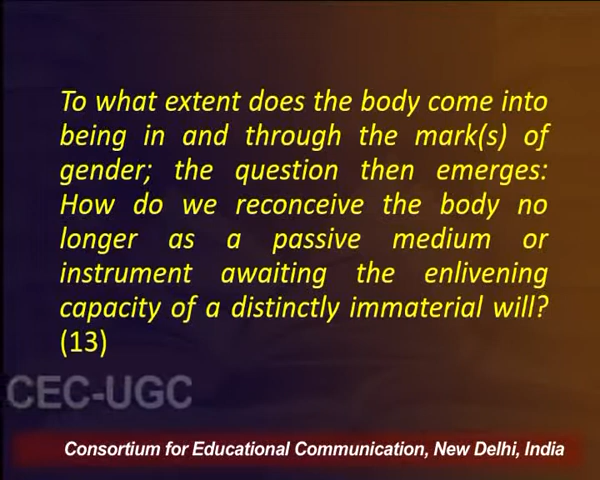 To what extent does the body come into
being in and through the mark(s) of
gender; the question then emerges:
How do we reconceive the body no
longer as a passive medium or
instrument awaiting the enlivening
capacity of a distinctly immaterial will?
(13)
CEC-UGC
Consortium for Educational Communication, New Delhi, India